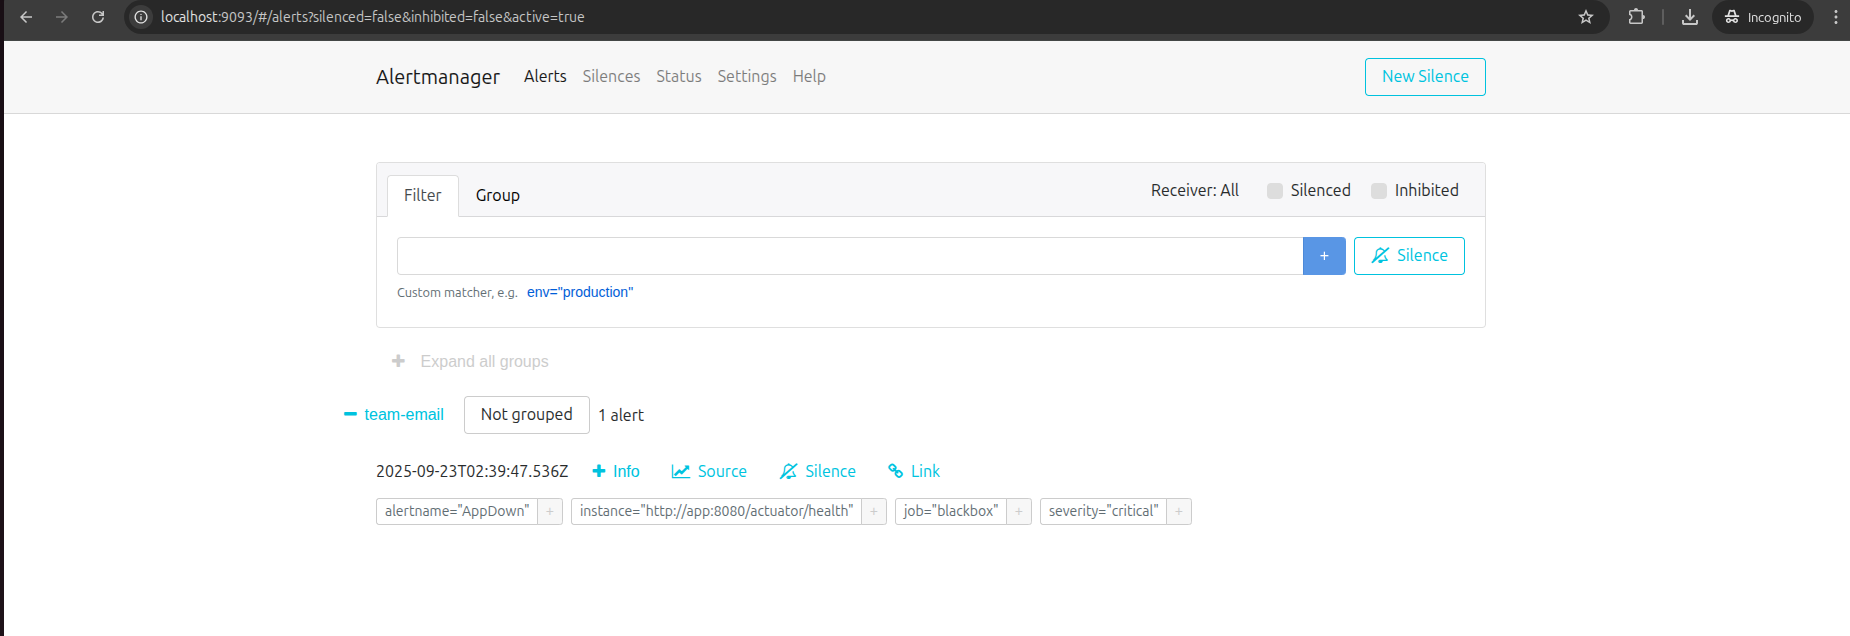 localhost:9093/#/alerts?silenced=false&inhibited=false&active=true
Incognito
Alertmanager Alerts Silences Status Settings Help New Silence
Filter Group Receiver: All Silenced Inhibited
+ Silence
Custom matcher, e.g. env="production"
+ Expand all groups
team-email Not grouped 1 alert
2025-09-23T02:39:47.536Z + Info Source Silence Link
alertname="AppDown" + instance="http://app:8080/actuator/health" + job="blackbox" + severity="critical" +